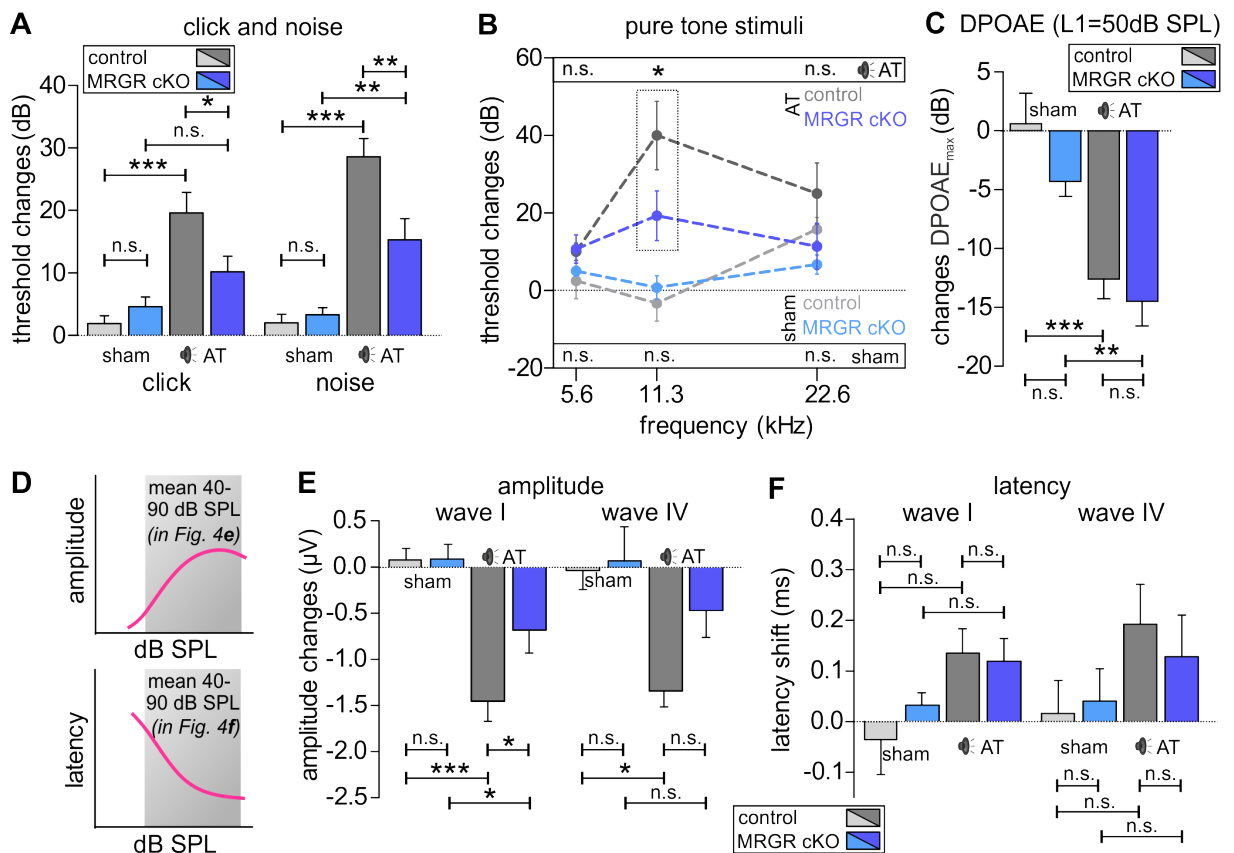 A
click and noise
control
MRGR cKO
threshold changes (dB)
40
30
20
10
0
**
**
*
***
n.s.
***
n.s.
n.s.
sham
AT
sham
AT
click
noise
B
pure tone stimuli
threshold changes (dB)
60
40
20
0
-20
n.s.
*
n.s.
AT
AT
control
MRGR cKO
sham
control
MRGR cKO
n.s.
n.s.
n.s.
sham
5.6
11.3
22.6
frequency (kHz)
C
DPOAE (L1=50dB SPL)
control
MRGR cKO
changes DPOAEmax (dB)
5
0
-5
-10
-15
-20
sham
AT
***
**
n.s.
n.s.
D
amplitude
mean 40-
90 dB SPL
(in Fig. 4e)
dB SPL
latency
mean 40-
90 dB SPL
(in Fig. 4f)
dB SPL
E
amplitude
wave I
wave IV
amplitude changes (µV)
0.5
0.0
-0.5
-1.0
-1.5
-2.0
-2.5
sham
AT
sham
AT
n.s.
*
n.s.
n.s.
***
*
*
n.s.
F
latency
wave I
wave IV
latency shift (ms)
0.4
0.3
0.2
0.1
0.0
-0.1
n.s.
n.s.
n.s.
n.s.
sham
AT
sham
AT
n.s.
n.s.
n.s.
n.s.
control
MRGR cKO